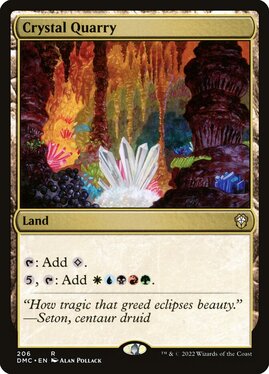 Crystal Quarry
Land
: Add .
5, : Add .
“How tragic that greed eclipses beauty.”
—Seton, centaur druid
206 R
DMC • EN Alan Pollack
™ & © 2022 Wizards of the Coast